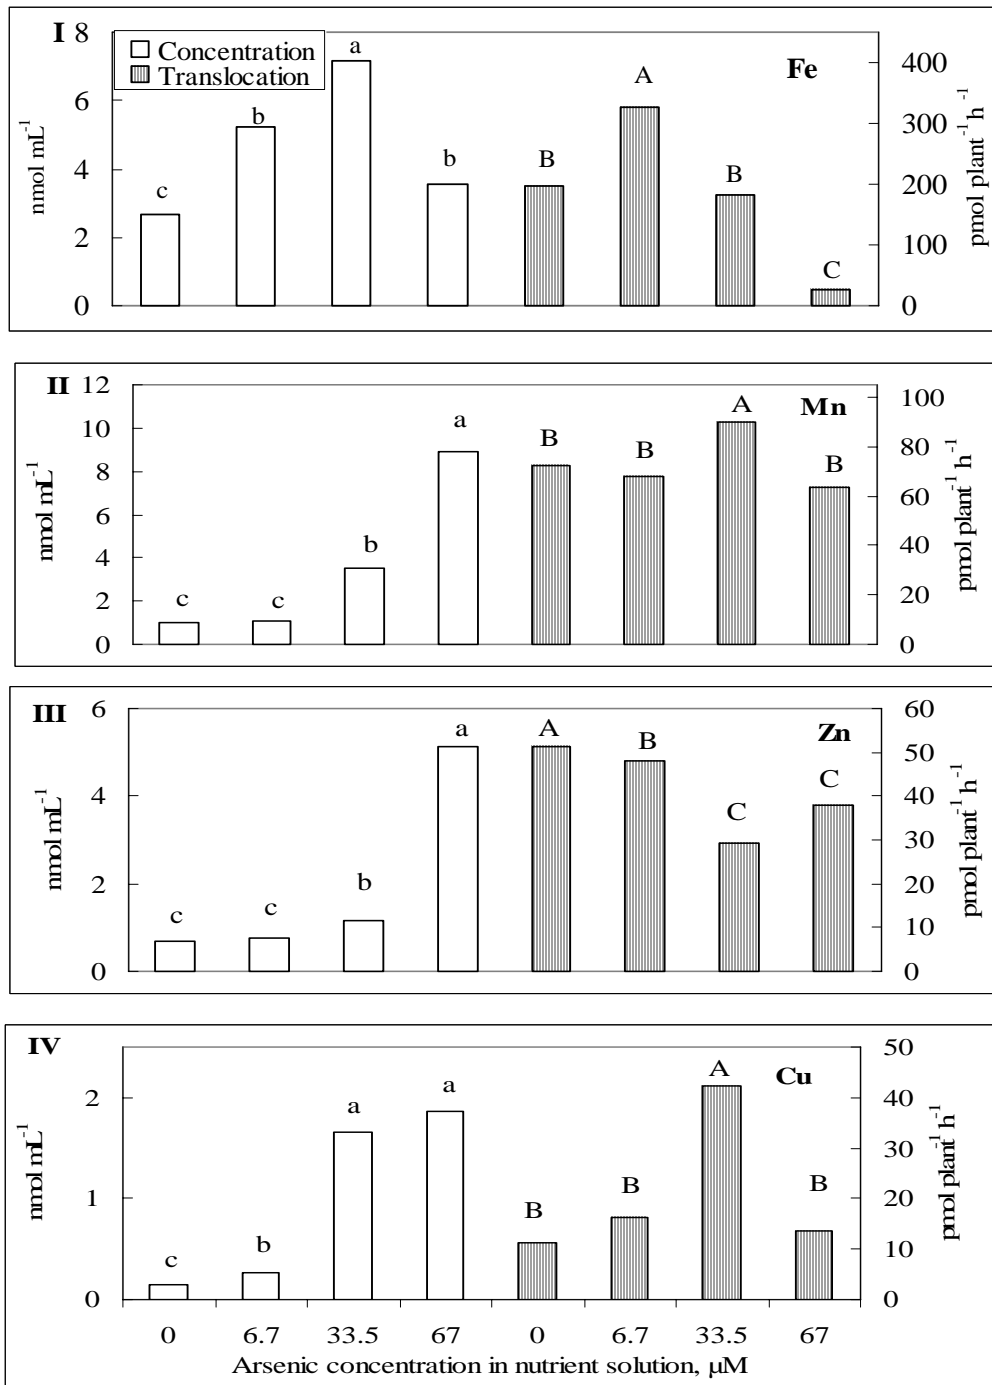 I
Concentration
Translocation
Fe
8
6
4
2
0
400
300
200
100
0
c
b
a
b
B
A
B
C
nmol mL-1
pmol plant-1 h-1
II
Mn
12
10
8
6
4
2
0
100
80
60
40
20
0
c
c
b
a
B
B
A
B
nmol mL-1
pmol plant-1 h-1
III
Zn
6
4
2
0
60
50
40
30
20
10
0
c
c
b
a
A
B
C
C
nmol mL-1
pmol plant-1 h-1
IV
Cu
2
1
0
50
40
30
20
10
0
c
b
a
a
B
B
A
B
nmol mL-1
pmol plant-1 h-1
0 6.7 33.5 67 0 6.7 33.5 67
Arsenic concentration in nutrient solution, µM